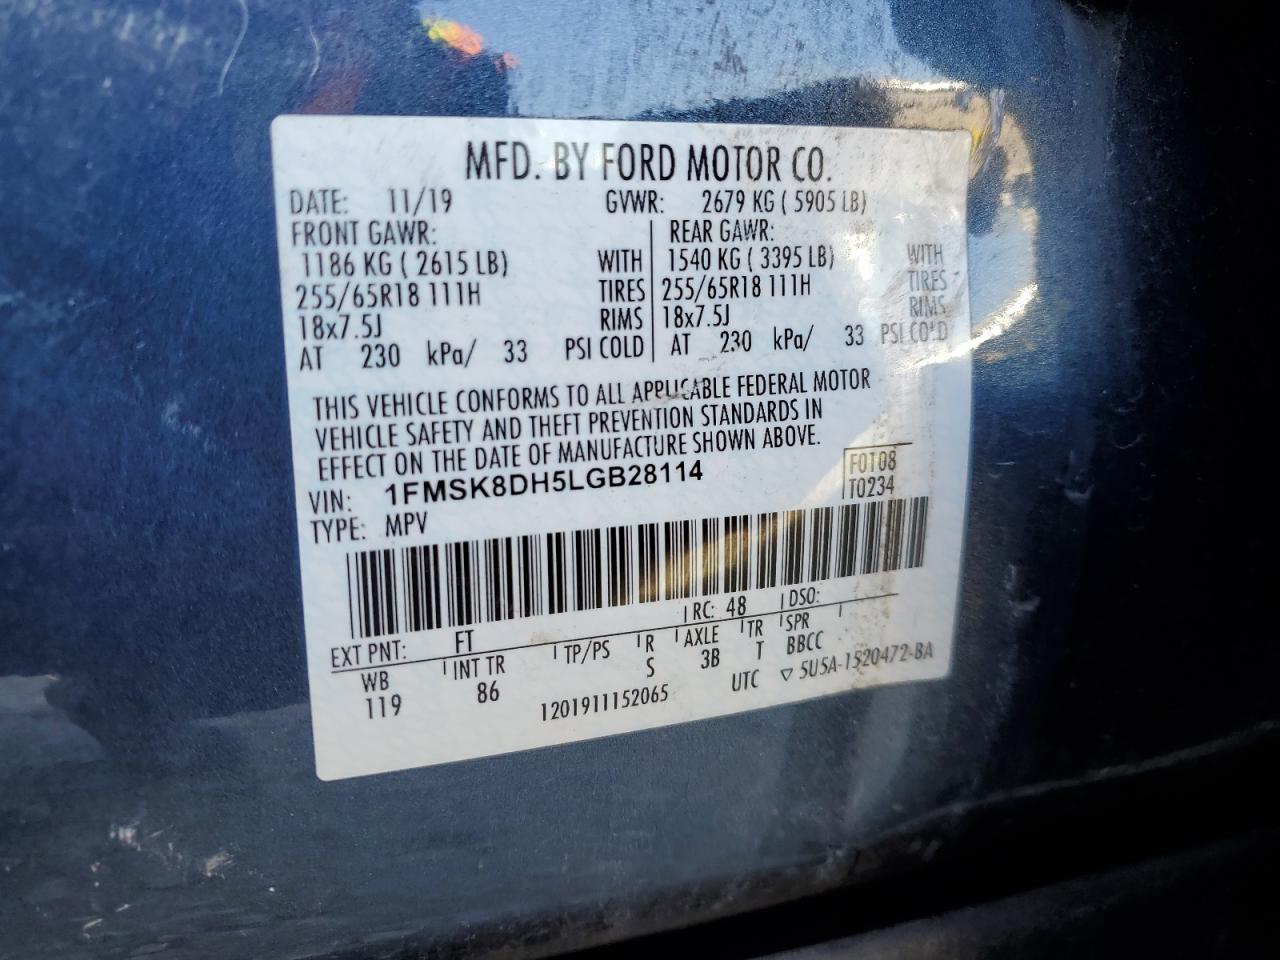 MFD. BY FORD MOTOR CO.
DATE: 11/19 GVWR: 2679 KG ( 5905 LB)
FRONT GAWR: REAR GAWR:
1186 KG ( 2615 LB) WITH 1540 KG ( 3395 LB) WITH
255/65R18 111H TIRES 255/65R18 111H TIRES
18x7.5J RIMS 18x7.5J RIMS
AT 230 kPa/ 33 PSI COLD AT 230 kPa/ 33 PSI COLD
THIS VEHICLE CONFORMS TO ALL APPLICABLE FEDERAL MOTOR
VEHICLE SAFETY AND THEFT PREVENTION STANDARDS IN
EFFECT ON THE DATE OF MANUFACTURE SHOWN ABOVE.
VIN: 1FMSK8DH5LGB28114 F0T08
TYPE: MPV T0234
EXT PNT: FT RC: 48 DSO:
WB INT TR TP/PS R AXLE TR SPR
119 86 S 3B T BBCC
1201911152065 UTC ▽ 5U5A-1520472-BA